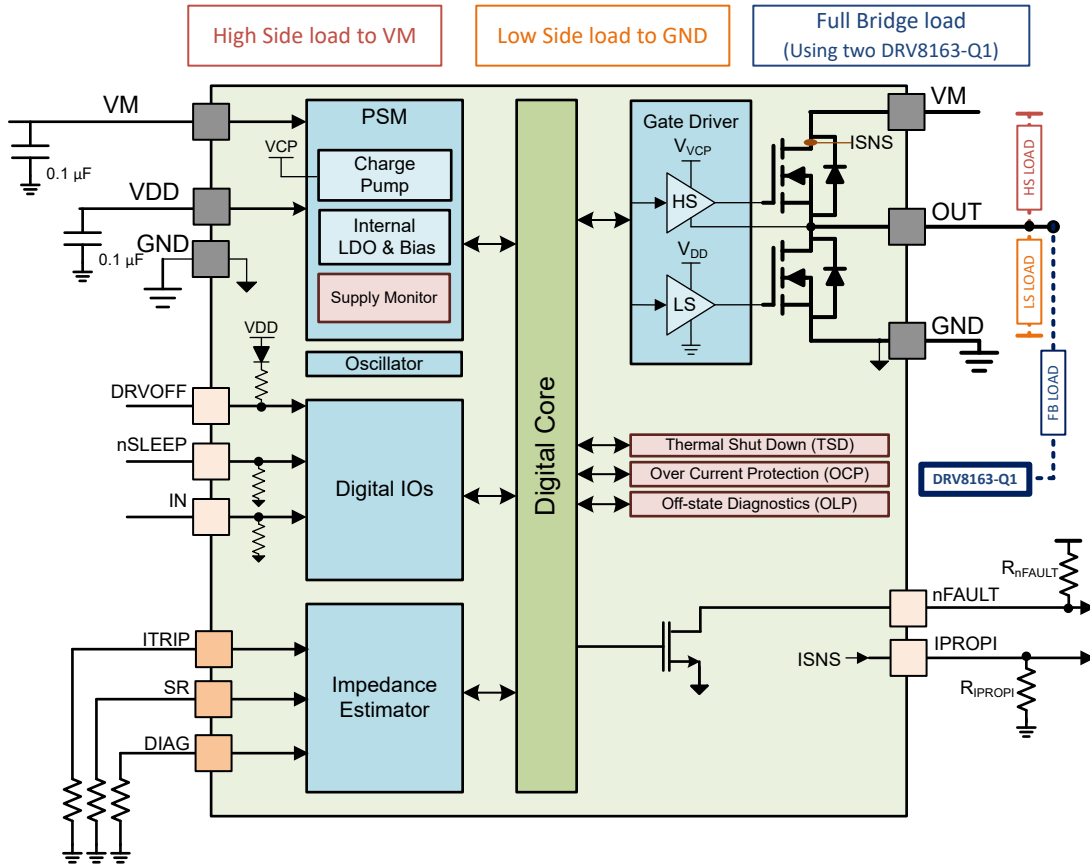 High Side load to VM
Low Side load to GND
Full Bridge load
(Using two DRV8163-Q1)
VM
0.1 µF
VDD
0.1 µF
GND
PSM
VCP
Charge
Pump
Internal
LDO & Bias
Supply Monitor
Oscillator
VDD
DRVOFF
nSLEEP
IN
Digital IOs
ITRIP
SR
DIAG
Impedance
Estimator
Digital Core
Gate Driver
VVCP
HS
VDD
LS
ISNS
VM
OUT
GND
HS LOAD
LS LOAD
FB LOAD
DRV8163-Q1
Thermal Shut Down (TSD)
Over Current Protection (OCP)
Off-state Diagnostics (OLP)
RnFAULT
nFAULT
ISNS
IPROPI
RIPROPI